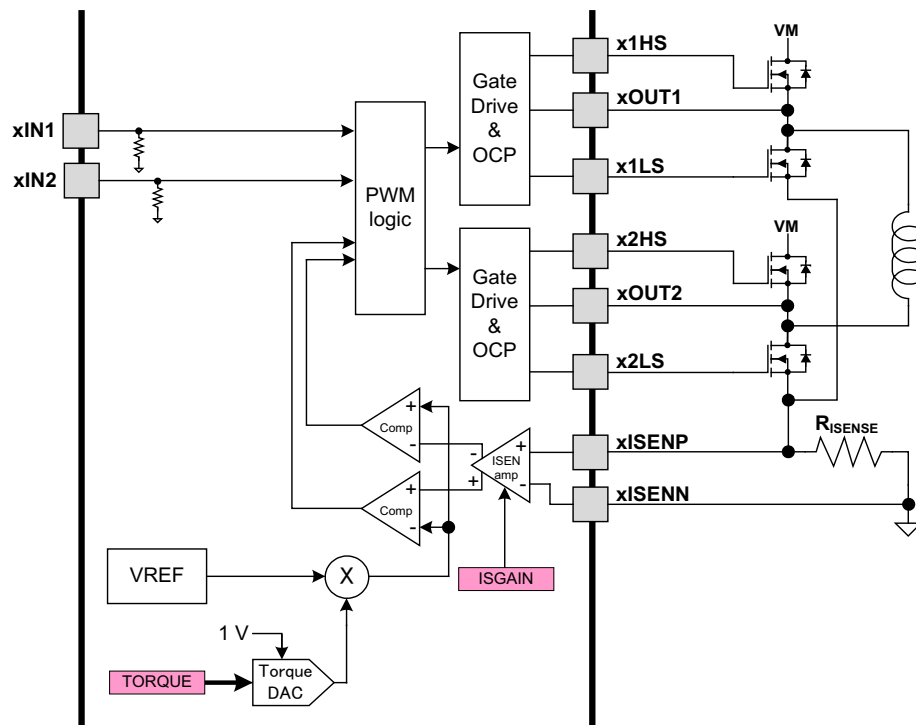 x1HS
VM
Gate
Drive
&
OCP
xOUT1
xIN1
xIN2
x1LS
PWM
logic
x2HS
VM
Gate
Drive
&
OCP
xOUT2
x2LS
+
Comp
-
-
+
ISEN
amp
+
-
xISENP
RISENSE
+
Comp
-
xISENN
VREF
X
ISGAIN
1 V
TORQUE
Torque
DAC